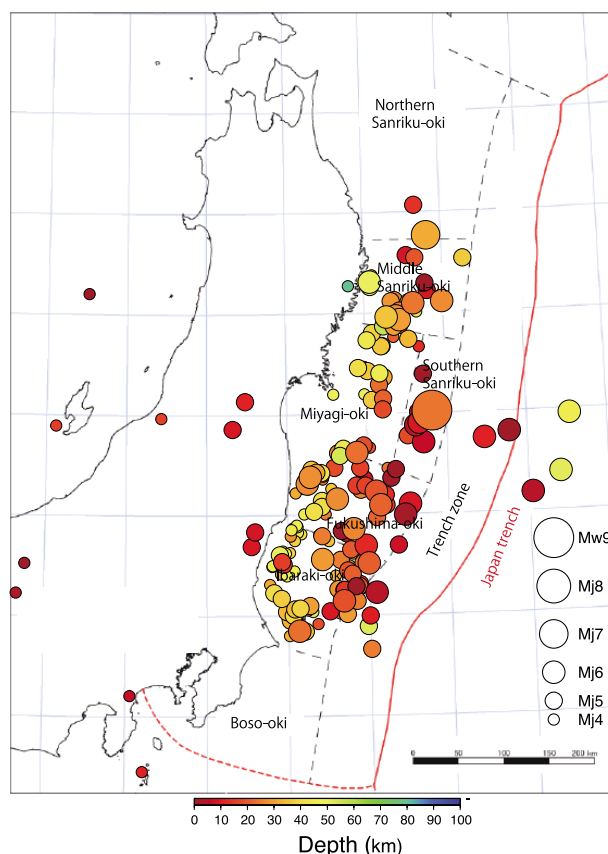 Northern
Sanriku-oki
Middle
Sanriku-oki
Southern
Sanriku-oki
Miyagi-oki
Fukushima-oki
Ibaraki-oki
Trench zone
Japan trench
Boso-oki
Mw9
Mj8
Mj7
Mj6
Mj5
Mj4
0 50 100 150 200 km
0 10 20 30 40 50 60 70 80 90 100
Depth (km)